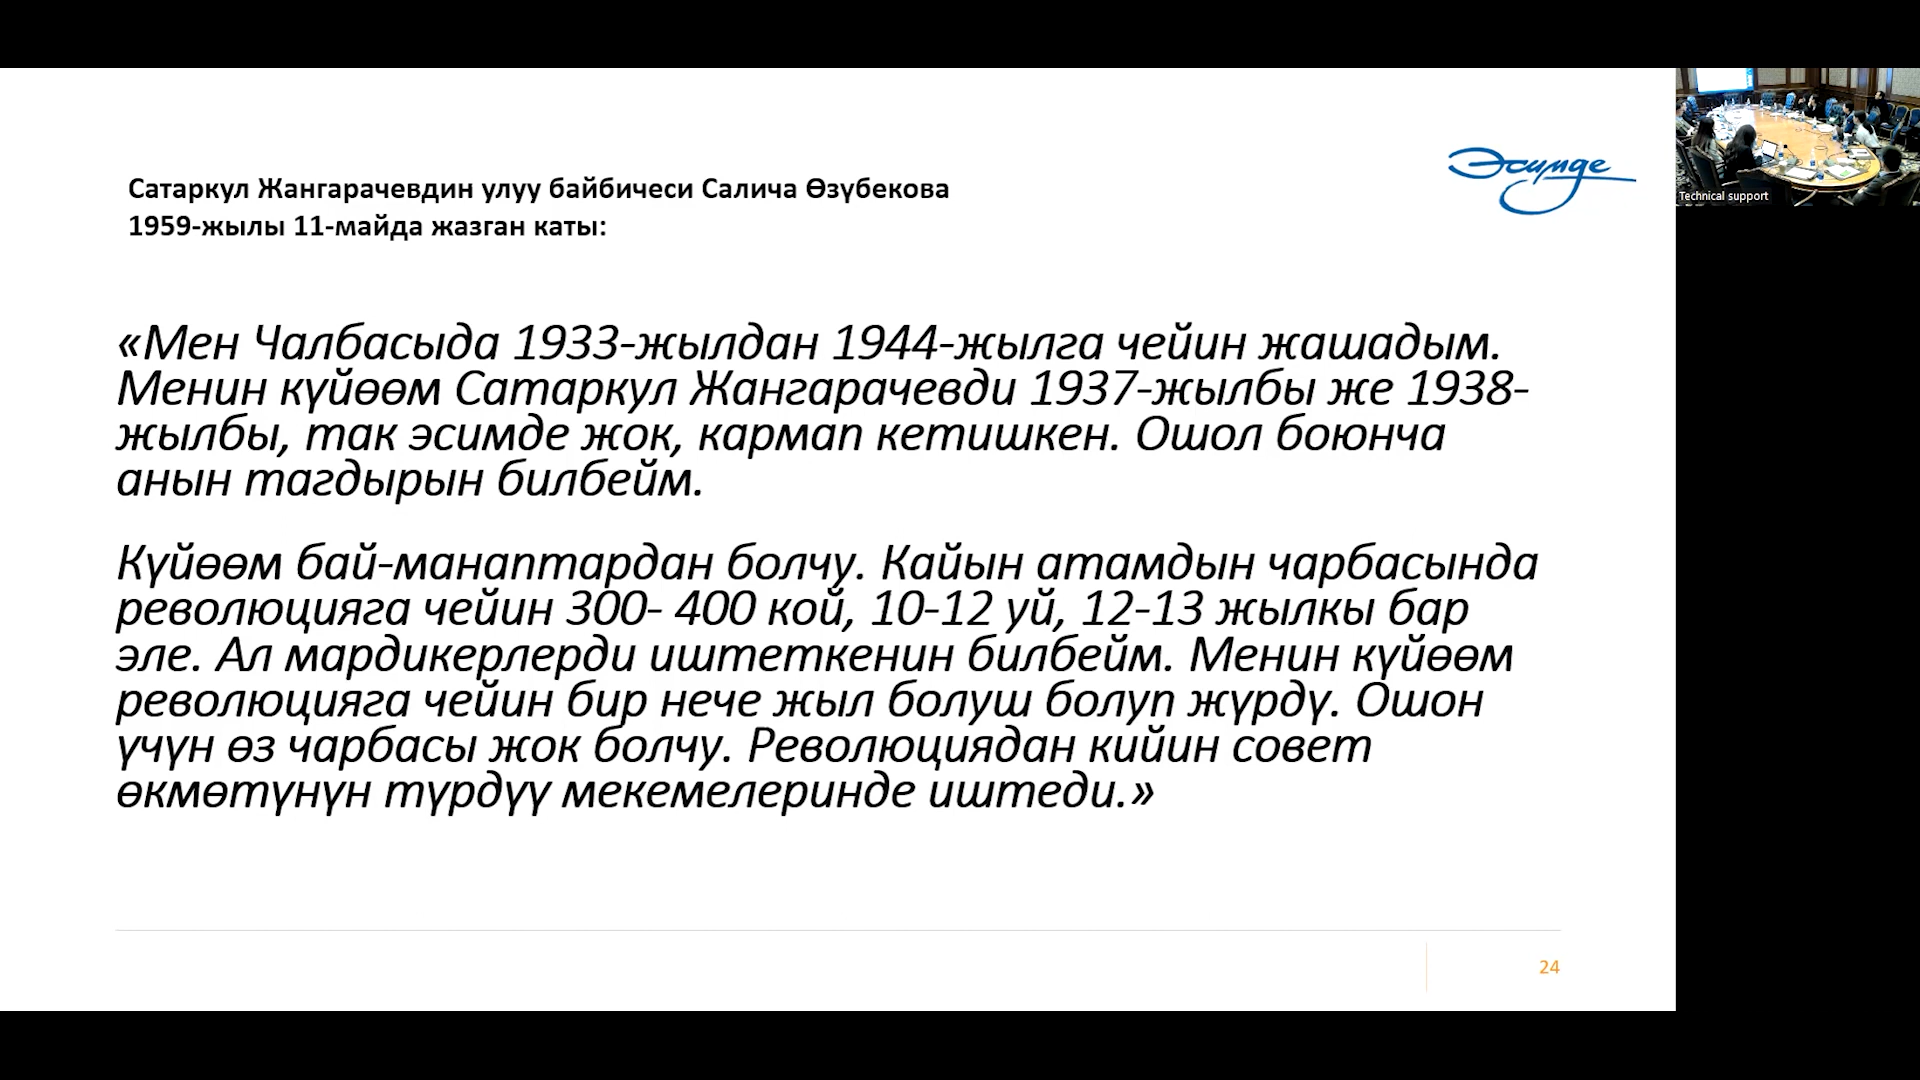 Сатаркул Жангарачевдин улуу байбичеси Салича Өзүбекова
1959-жылы 11-майда жазган каты:
Эсимде
Technical support
«Мен Чалбасыда 1933-жылдан 1944-жылга чейин жашадым.
Менин күйөөм Сатаркул Жангарачевди 1937-жылбы же 1938-
жылбы, так эсимде жок, кармап кетишкен. Ошол боюнча
анын тагдырын билбейм.
Күйөөм бай-манаптардан болчу. Кайын атамдын чарбасында
революцияга чейин 300- 400 кой, 10-12 уй, 12-13 жылкы бар
эле. Ал мардикерлерди иштеткенин билбейм. Менин күйөөм
революцияга чейин бир нече жыл болуш болуп жүрдү. Ошон
үчүн өз чарбасы жок болчу. Революциядан кийин совет
өкмөтүнүн түрдүү мекемелеринде иштеди.»
24